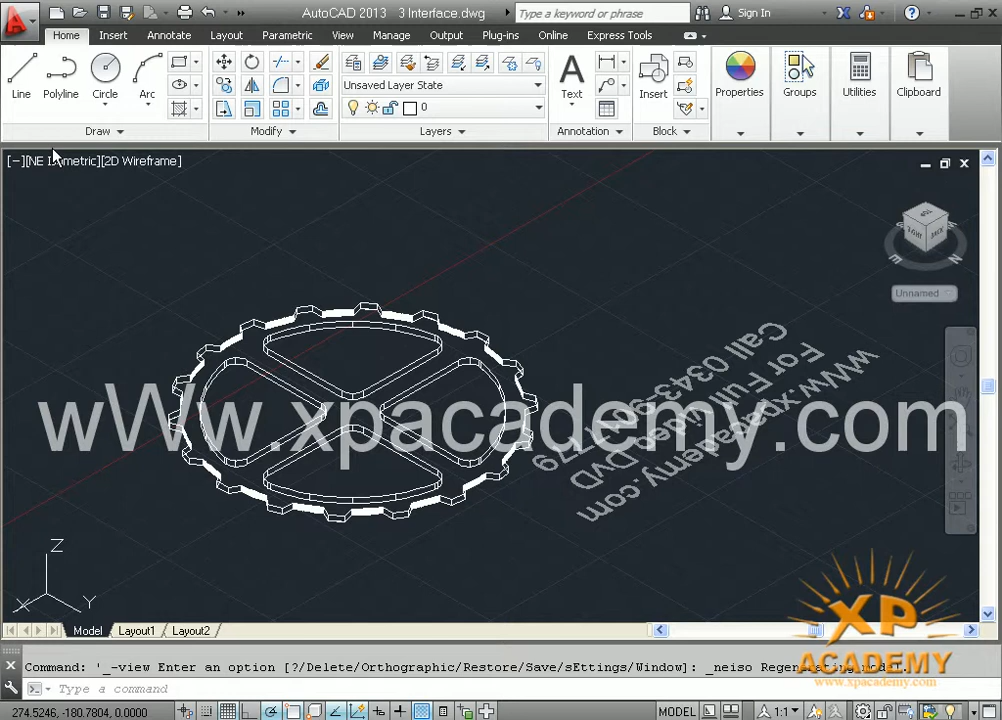 AutoCAD 2013    3 Interface.dwg
Type a keyword or phrase
Sign In
Home Insert Annotate Layout Parametric View Manage Output Plug-ins Online Express Tools
Line Polyline Circle Arc
Unsaved Layer State
0
Text
Insert
Properties Groups Utilities Clipboard
Draw Modify Layers Annotation Block
[−][NE Isometric][2D Wireframe]
Unnamed
wWw.xpacademy.com
For Full Video DVD
wWw.xpacademy.com
Z
X Y
Model Layout1 Layout2
XP
ACADEMY
www.xpacademy.com
Command: '_-view Enter an option [?/Delete/Orthographic/Restore/Save/sEttings/Window]: _neiso Regenerating model.
Type a command
274.5246, -180.7804, 0.0000
MODEL
1:1